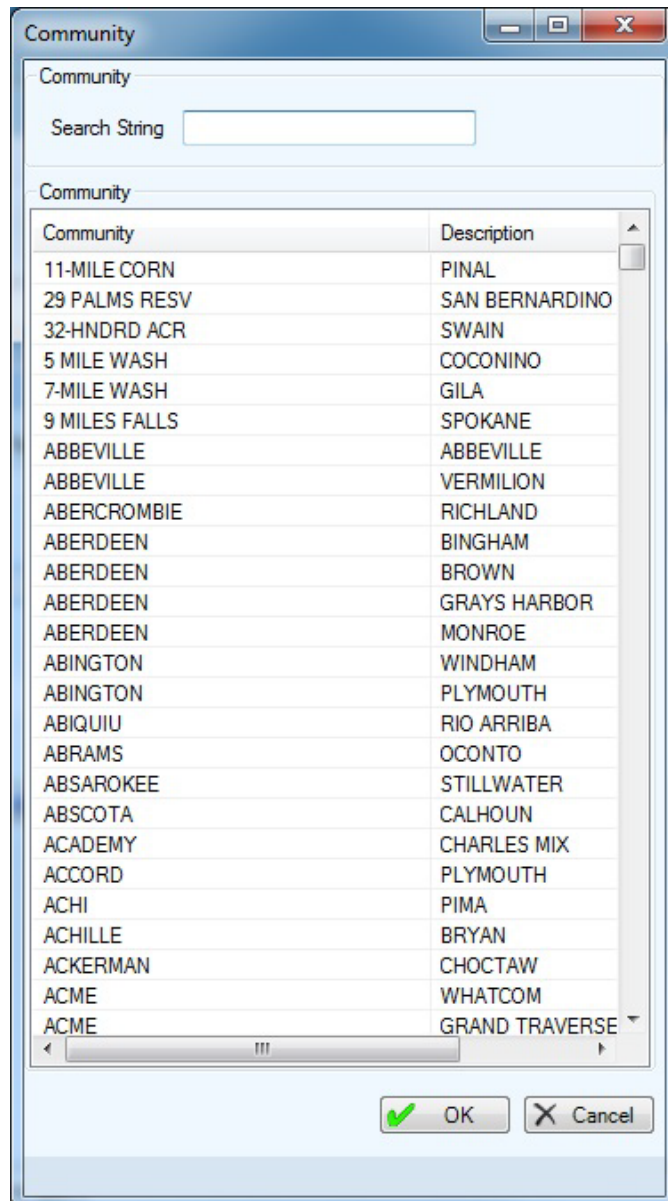 Community
Community
Search String
Community
Community Description
11-MILE CORN PINAL
29 PALMS RESV SAN BERNARDINO
32-HNDRD ACR SWAIN
5 MILE WASH COCONINO
7-MILE WASH GILA
9 MILES FALLS SPOKANE
ABBEVILLE ABBEVILLE
ABBEVILLE VERMILION
ABERCROMBIE RICHLAND
ABERDEEN BINGHAM
ABERDEEN BROWN
ABERDEEN GRAYS HARBOR
ABERDEEN MONROE
ABINGTON WINDHAM
ABINGTON PLYMOUTH
ABIQUIU RIO ARRIBA
ABRAMS OCONTO
ABSAROKEE STILLWATER
ABSCOTA CALHOUN
ACADEMY CHARLES MIX
ACCORD PLYMOUTH
ACHI PIMA
ACHILLE BRYAN
ACKERMAN CHOCTAW
ACME WHATCOM
ACME GRAND TRAVERSE
OK Cancel